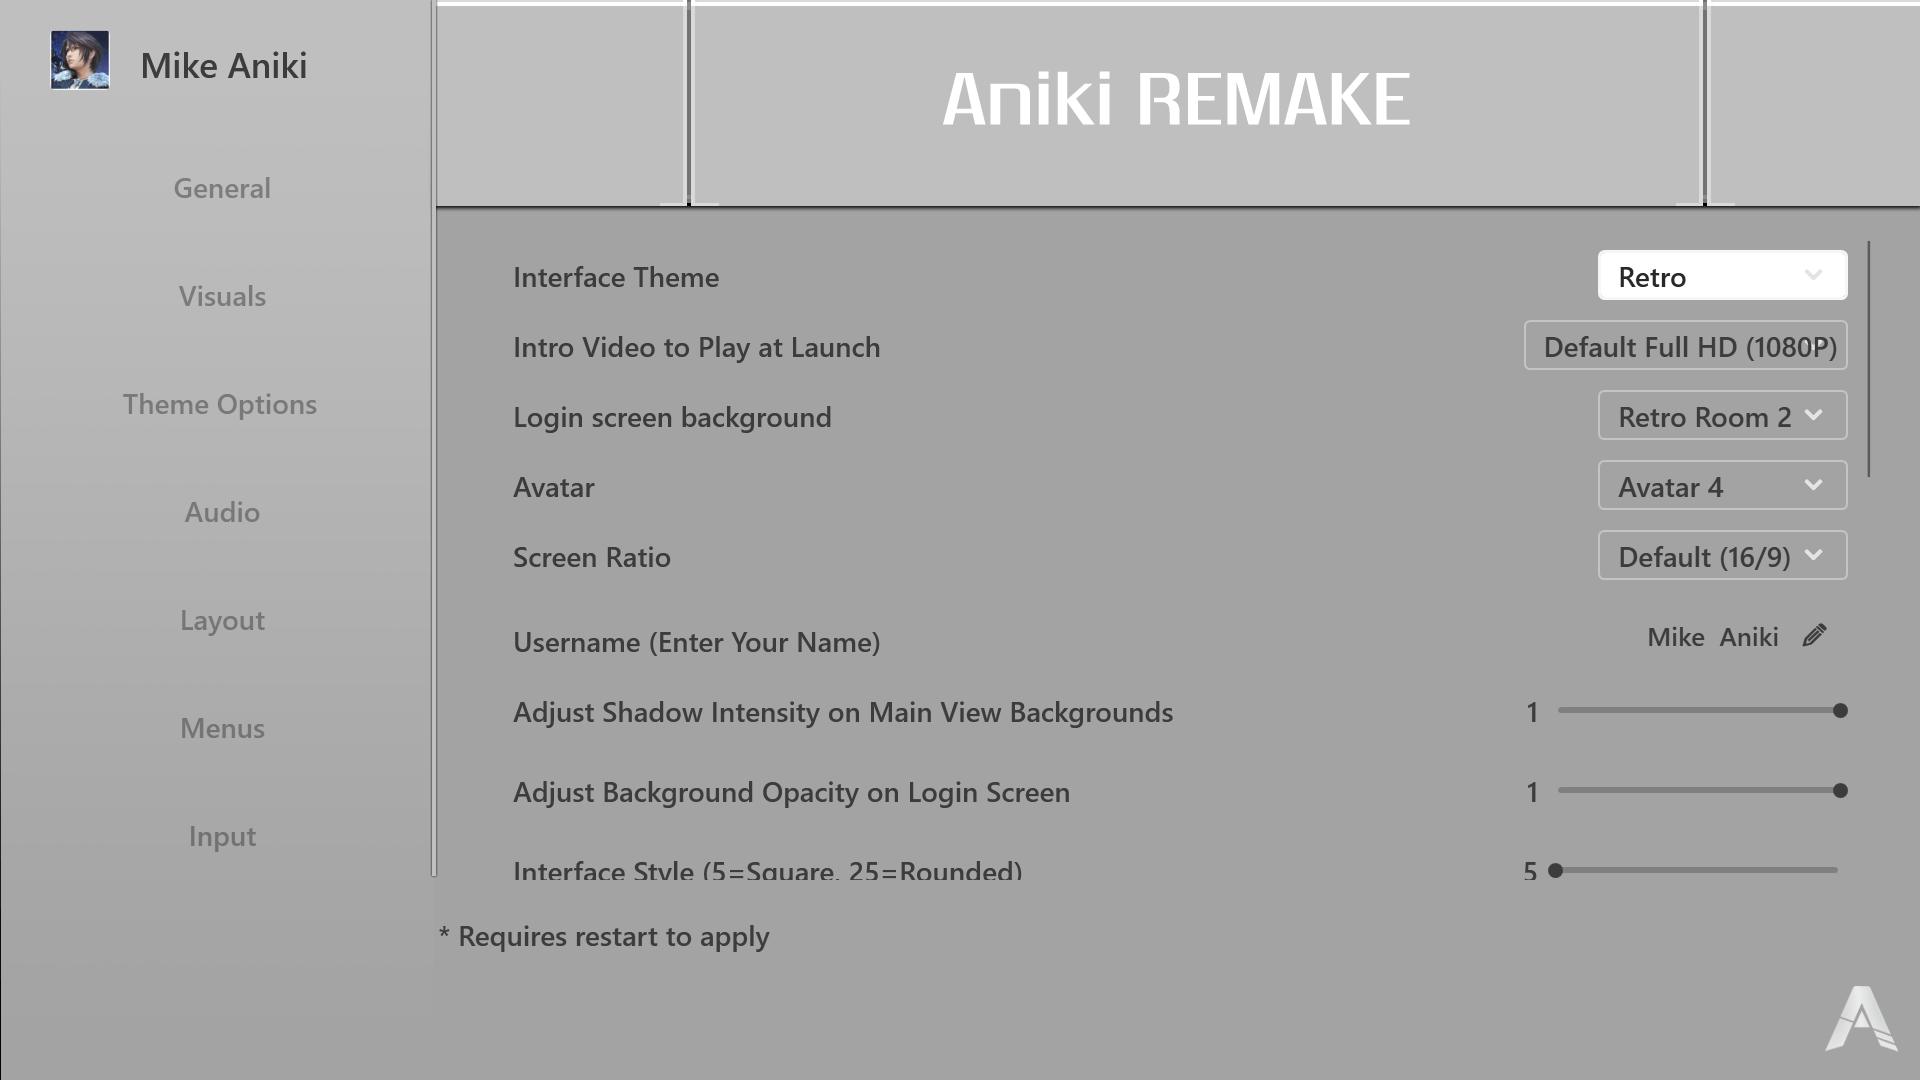 Mike Aniki
General
Visuals
Theme Options
Audio
Layout
Menus
Input
Aniki REMAKE
Interface Theme
Retro
Intro Video to Play at Launch
Default Full HD (1080P)
Login screen background
Retro Room 2
Avatar
Avatar 4
Screen Ratio
Default (16/9)
Username (Enter Your Name)
Mike Aniki
Adjust Shadow Intensity on Main View Backgrounds
1
Adjust Background Opacity on Login Screen
1
Interface Style (5=Square, 25=Rounded)
5
* Requires restart to apply